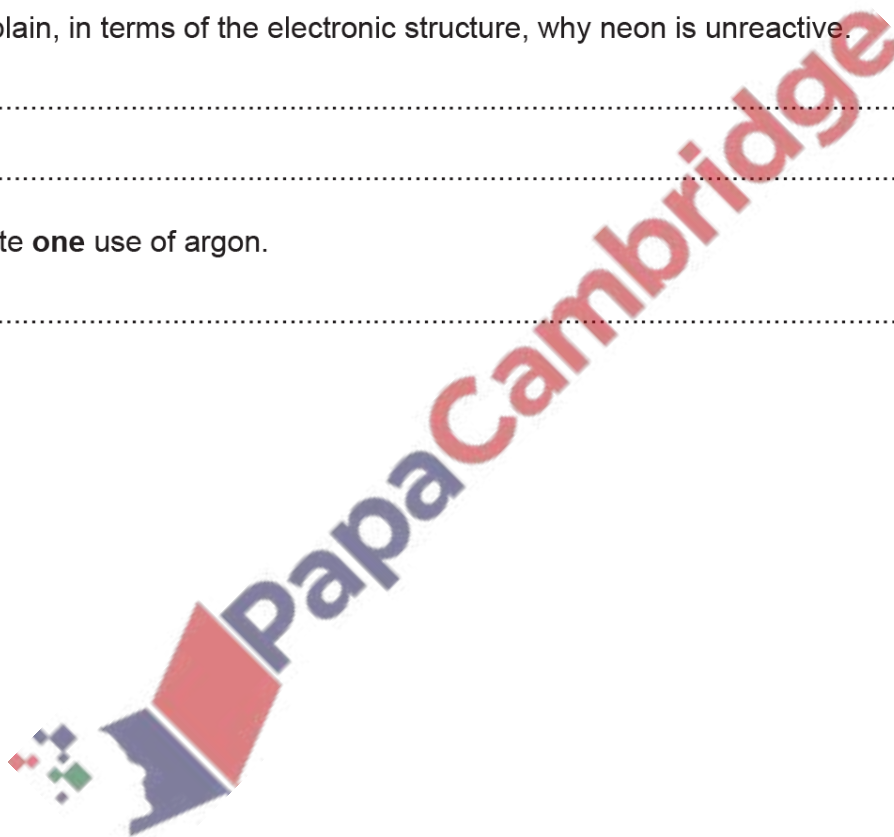 plain, in terms of the electronic structure, why neon is unreactive.
te one use of argon.
PapaCambridge